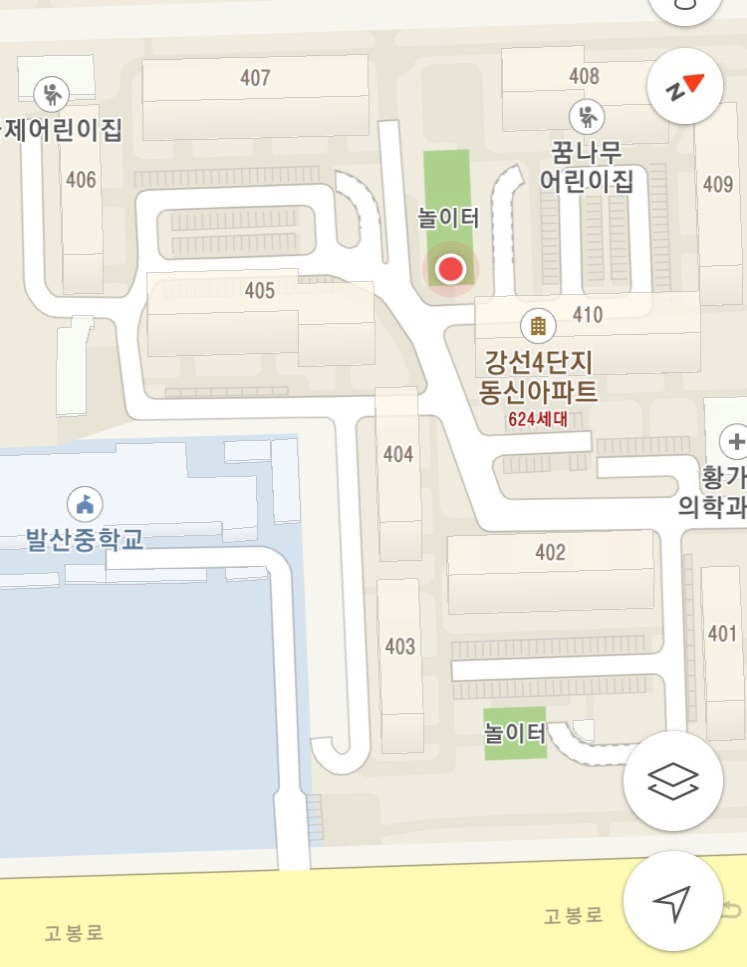 407
408
제어린이집
꿈나무
어린이집
406
409
놀이터
405
410
강선4단지
동신아파트
624세대
404
황가
의학과
발산중학교
402
401
403
놀이터
고봉로
고봉로
N